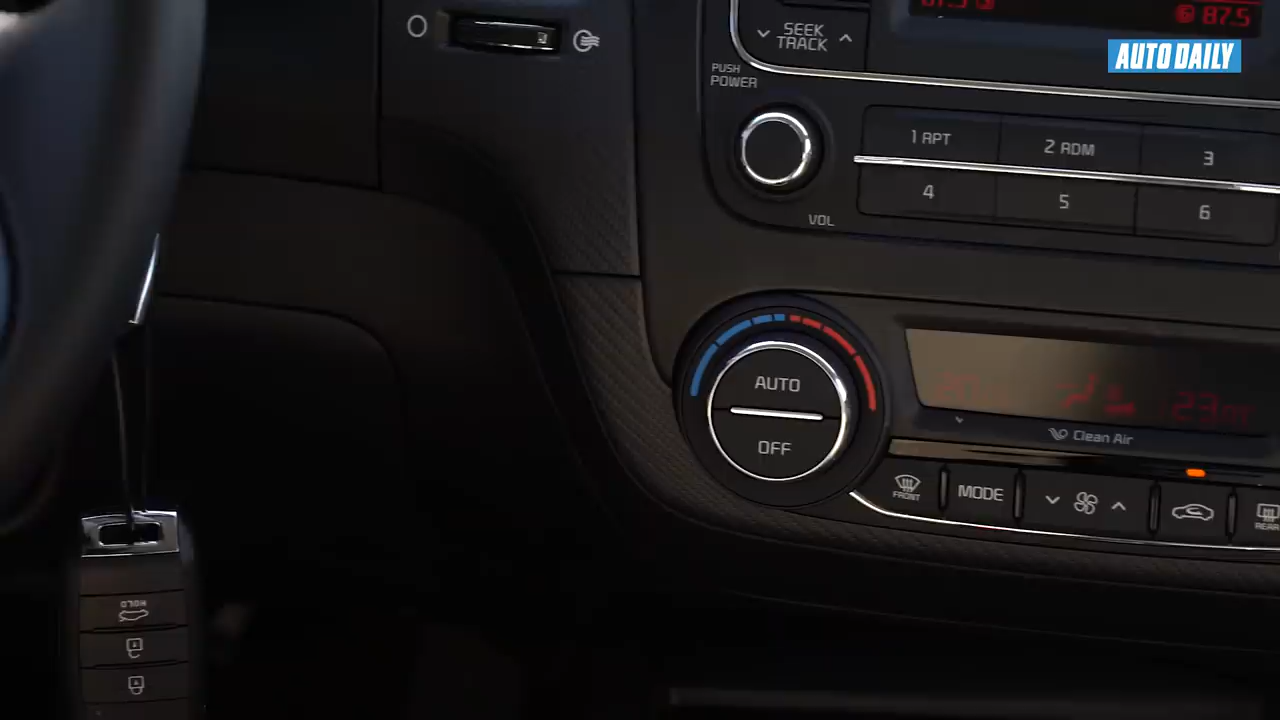 87.5
AUTO DAILY
SEEK
TRACK
PUSH
POWER
1 RPT
2 RDM
3
4
5
6
VOL
AUTO
OFF
Clean Air
FRONT
MODE
REAR
HOLD